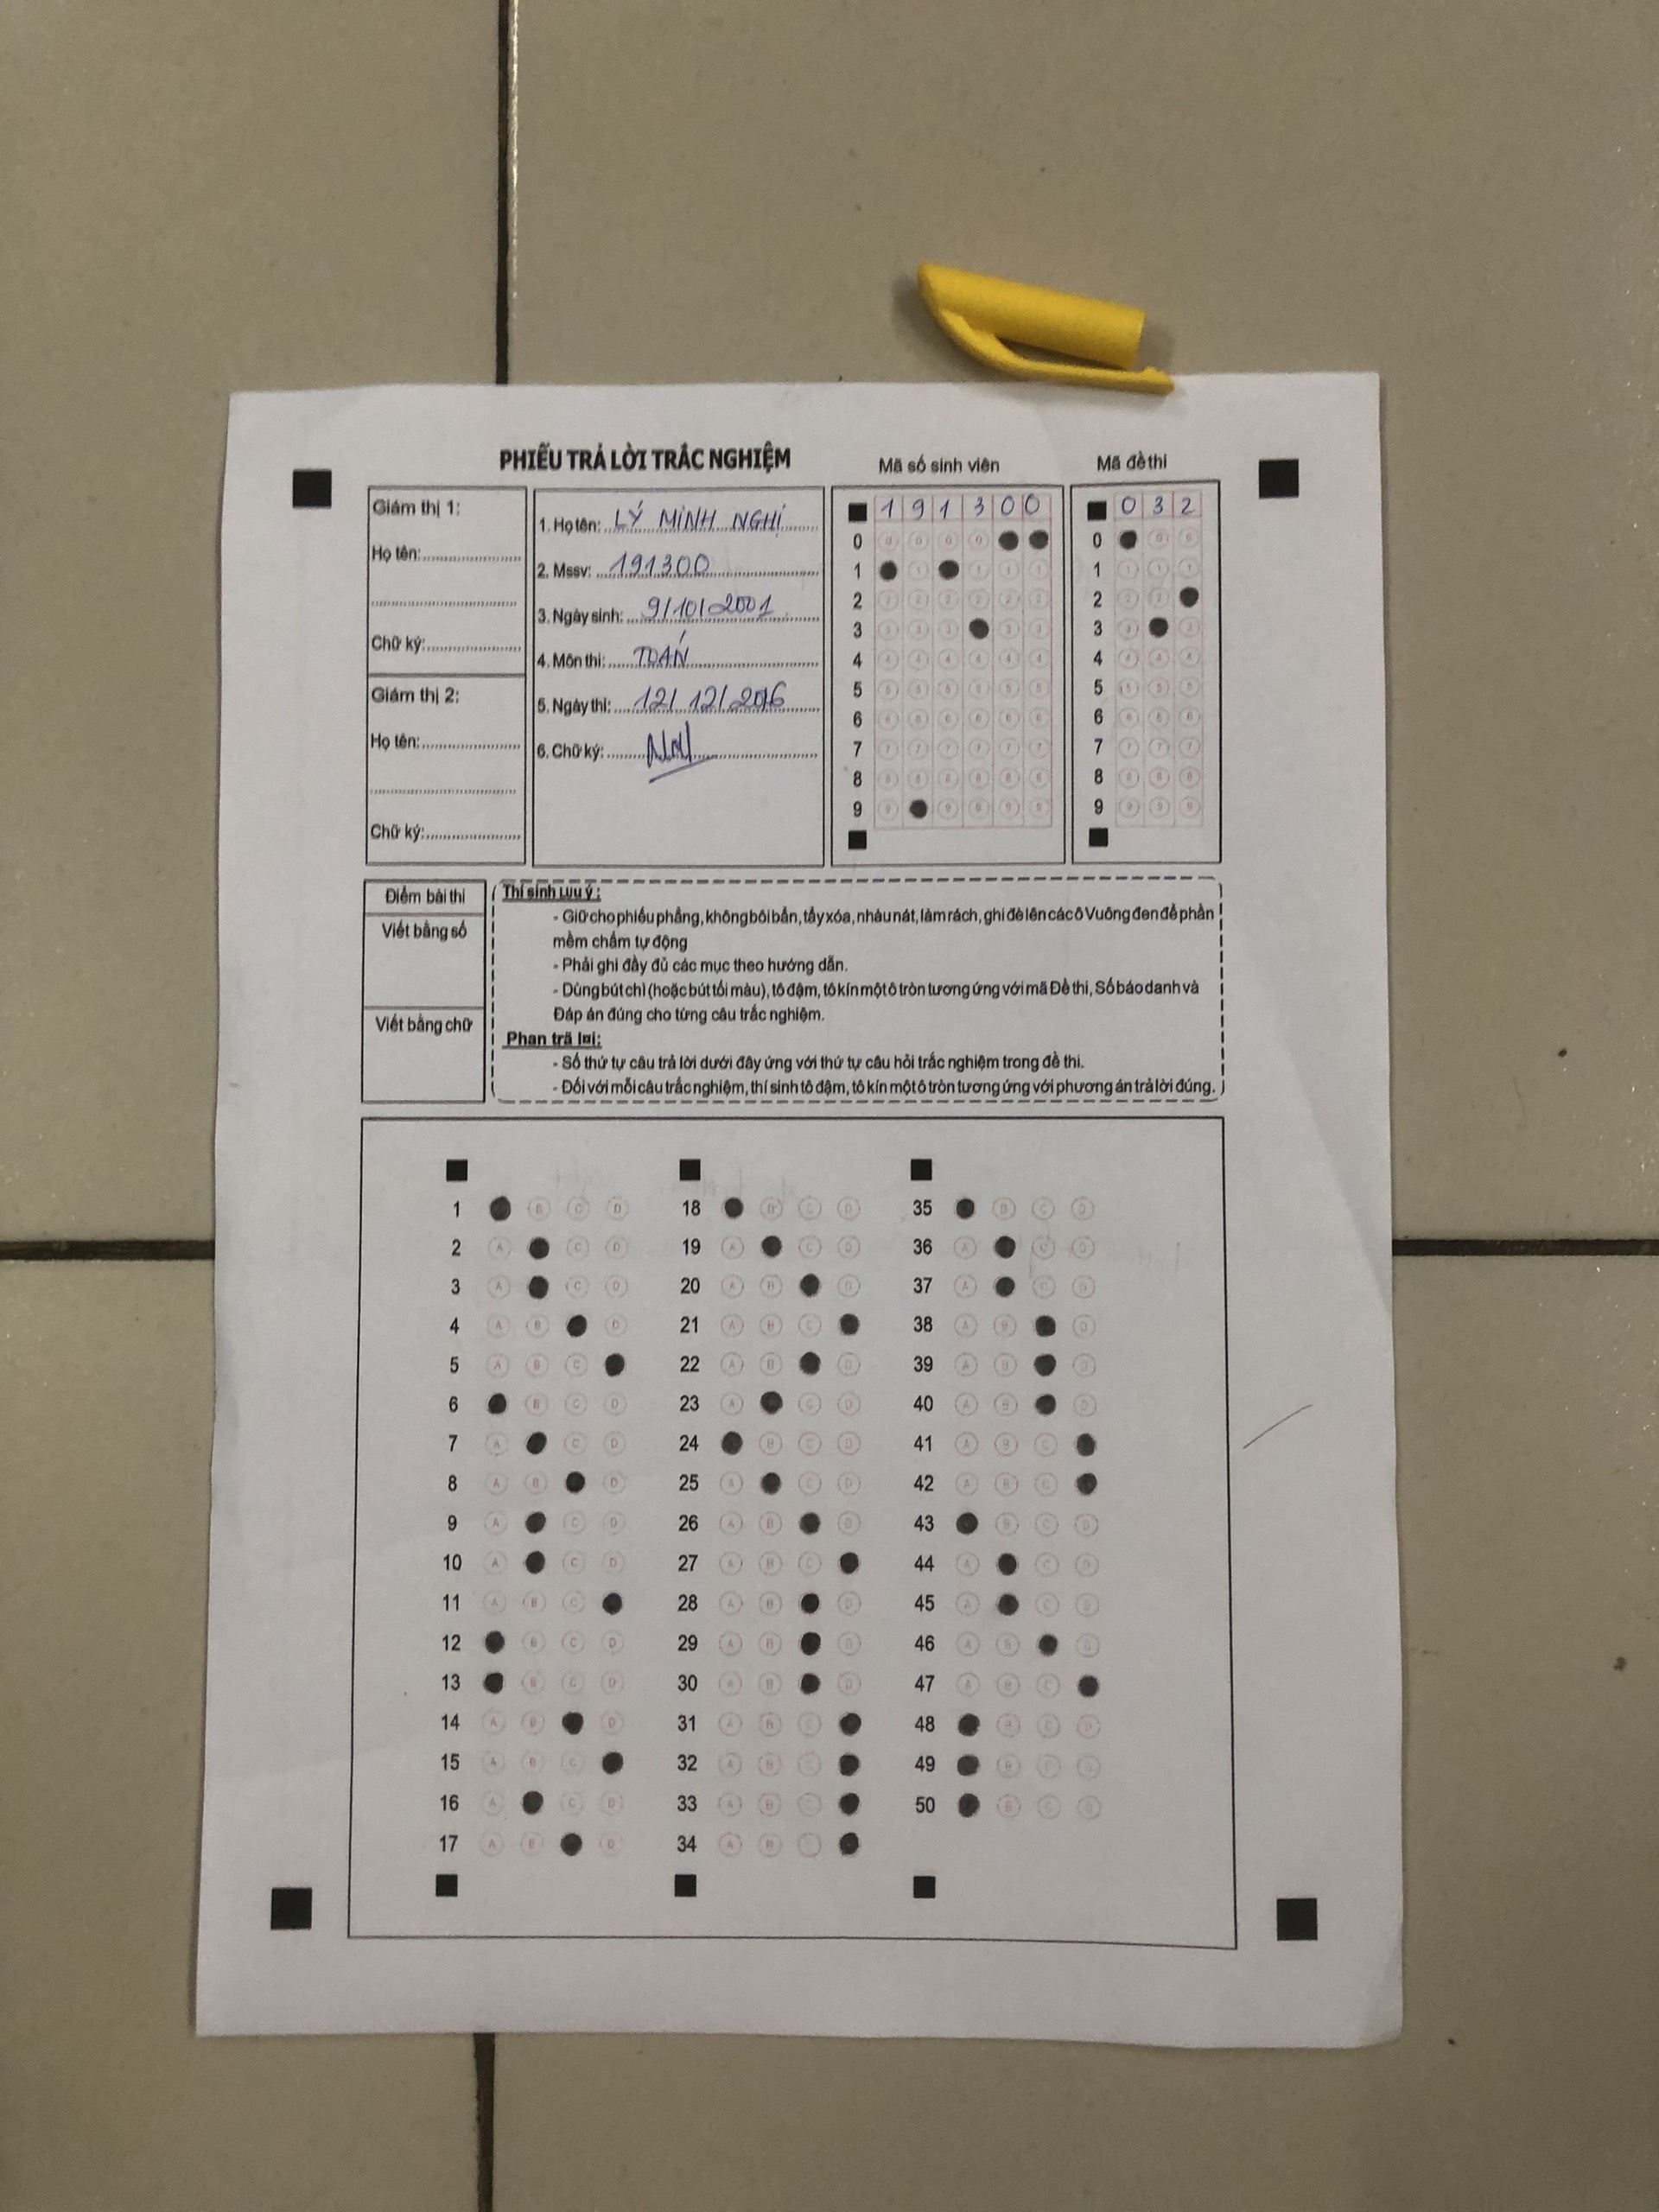 PHIẾU TRẢ LỜI TRẮC NGHIỆM
Mã số sinh viên
Mã đề thi
Giám thị 1:
Họ tên:
Chữ ký:
Giám thị 2:
Họ tên:
Chữ ký:
1. Họ tên: LÝ MINH NGHỊ
2. Mssv: 191300
3. Ngày sinh: 9/10/2001
4. Môn thi: TOÁN
5. Ngày thi: 12/12/2016
6. Chữ ký:
1 9 1 3 0 0
0
1
2
3
4
5
6
7
8
9
0 3 2
0
1
2
3
4
5
6
7
8
9
Điểm bài thi
Viết bằng số
Viết bằng chữ
Thí sinh lưu ý:
- Giữ cho phiếu phẳng, không bôi bẩn, tẩy xóa, nhàu nát, làm rách, ghi đè lên các ô Vuông đen để phần
mềm chấm tự động
- Phải ghi đầy đủ các mục theo hướng dẫn.
- Dùng bút chì (hoặc bút tối màu), tô đậm, tô kín một ô tròn tương ứng với mã Đề thi, Số báo danh và
Đáp án đúng cho từng câu trắc nghiệm.
Phan trã lơi:
- Số thứ tự câu trả lời dưới đây ứng với thứ tự câu hỏi trắc nghiệm trong đề thi.
- Đối với mỗi câu trắc nghiệm, thí sinh tô đậm, tô kín một ô tròn tương ứng với phương án trả lời đúng.
1 B C D
2 A C D
3 A C D
4 A B D
5 A B C
6 B C D
7 A C D
8 A B D
9 A C D
10 A C D
11 A B C
12 B C D
13 B C D
14 A B D
15 A B C
16 A C D
17 A B D
18 B C D
19 A C D
20 A B D
21 A B C
22 A B D
23 A C D
24 B C D
25 A C D
26 A B D
27 A B C
28 A B D
29 A B D
30 A B D
31 A B C
32 A B C
33 A B C
34 A B
35 B C D
36 A C D
37 A C D
38 A B D
39 A B D
40 A B D
41 A B C
42 A B C
43 B C D
44 A C D
45 A C D
46 A B D
47 A B C
48 B C D
49 B C D
50 B C D